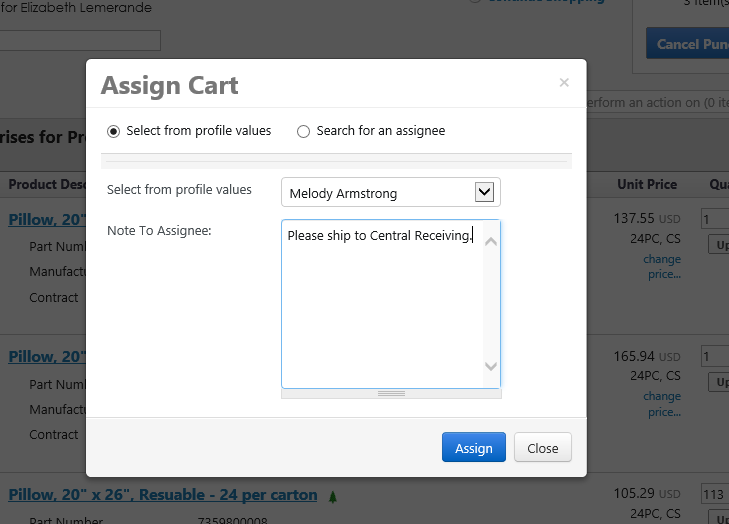 for Elizabeth Lemerande
Shopping
3 item(s
Cancel Pun
Assign Cart
×
erform an action on (0 ite
Select from profile values
Search for an assignee
rises for Pr
Product Desc
Unit Price
Qua
Select from profile values
Melody Armstrong
Pillow, 20"
137.55 USD
1
Note To Assignee:
Please ship to Central Receiving.
Part Numb
24PC, CS
Up
Manufactu
change
price...
Contract
Pillow, 20"
165.94 USD
1
Part Numb
24PC, CS
Up
Manufactu
change
price...
Contract
Assign
Close
Pillow, 20" x 26", Resuable - 24 per carton
105.29 USD
113
Part Number
7359800008
24PC, CS
Up